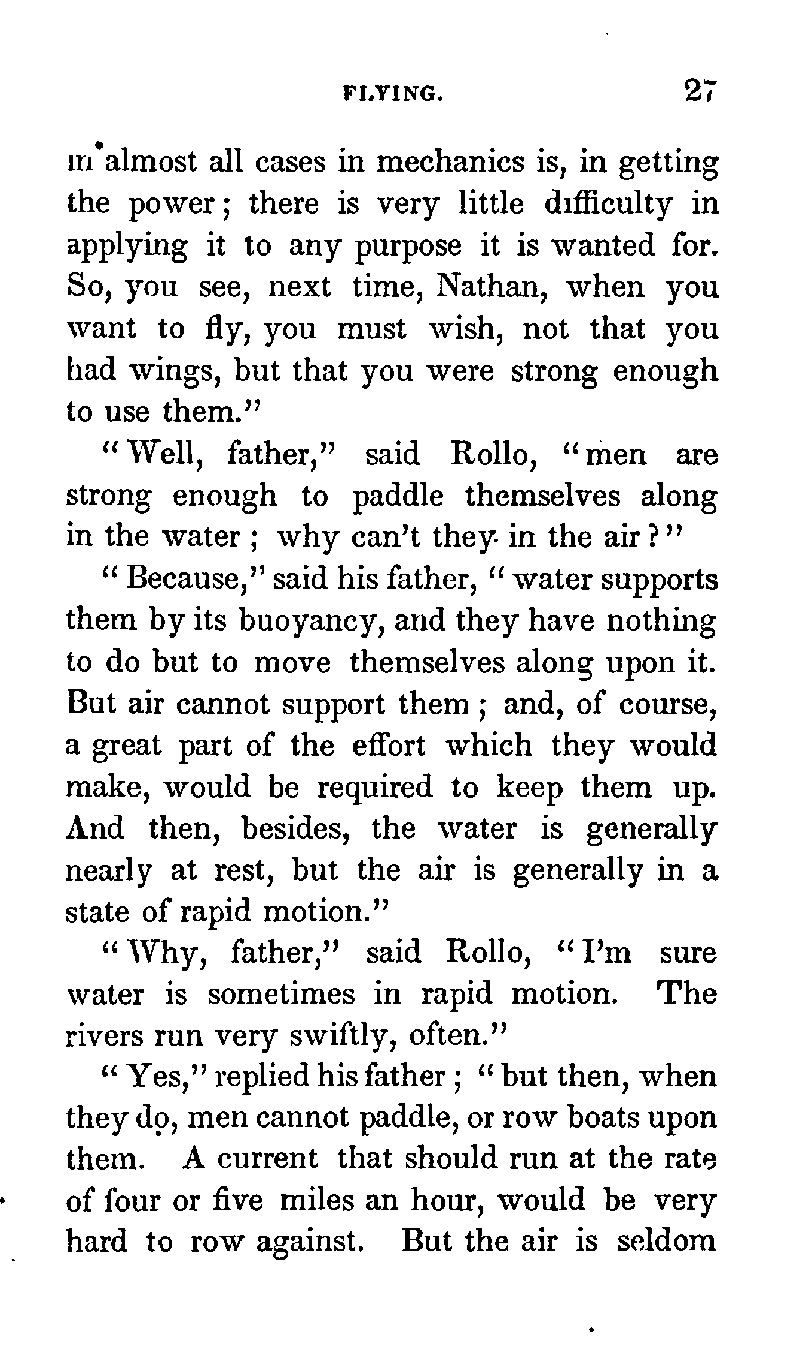 FLYING. 27
in almost all cases in mechanics is, in getting
the power; there is very little difficulty in
applying it to any purpose it is wanted for.
So, you see, next time, Nathan, when you
want to fly, you must wish, not that you
had wings, but that you were strong enough
to use them.”
“Well, father,” said Rollo, “men are
strong enough to paddle themselves along
in the water; why can’t they in the air?”
“Because,” said his father, “water supports
them by its buoyancy, and they have nothing
to do but to move themselves along upon it.
But air cannot support them; and, of course,
a great part of the effort which they would
make, would be required to keep them up.
And then, besides, the water is generally
nearly at rest, but the air is generally in a
state of rapid motion.”
“Why, father,” said Rollo, “I’m sure
water is sometimes in rapid motion. The
rivers run very swiftly, often.”
“Yes,” replied his father; “but then, when
they do, men cannot paddle, or row boats upon
them. A current that should run at the rate
of four or five miles an hour, would be very
hard to row against. But the air is seldom